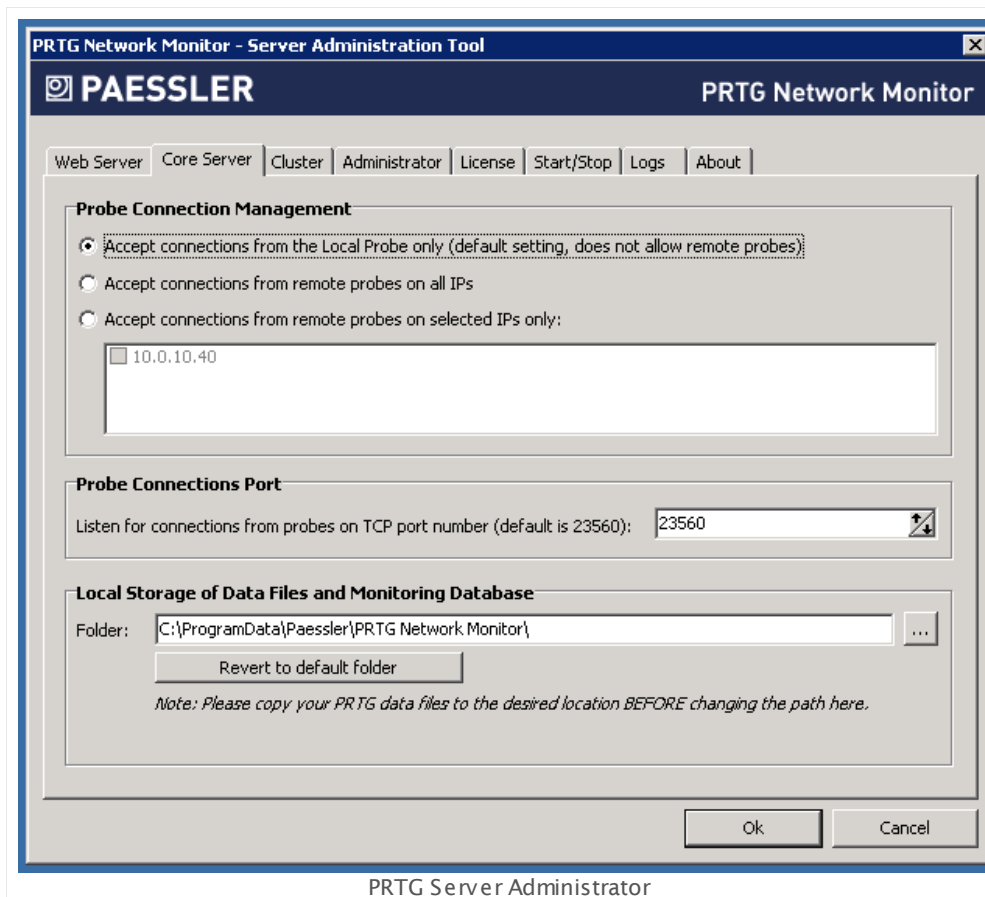 PRTG Network Monitor - Server Administration Tool
PAESSLER
PRTG Network Monitor
Web Server Core Server Cluster Administrator License Start/Stop Logs About
Probe Connection Management
Accept connections from the Local Probe only (default setting, does not allow remote probes)
Accept connections from remote probes on all IPs
Accept connections from remote probes on selected IPs only:
10.0.10.40
Probe Connections Port
Listen for connections from probes on TCP port number (default is 23560): 23560
Local Storage of Data Files and Monitoring Database
Folder: C:\ProgramData\Paessler\PRTG Network Monitor\ ...
Revert to default folder
Note: Please copy your PRTG data files to the desired location BEFORE changing the path here.
Ok Cancel
PRTG Server Administrator